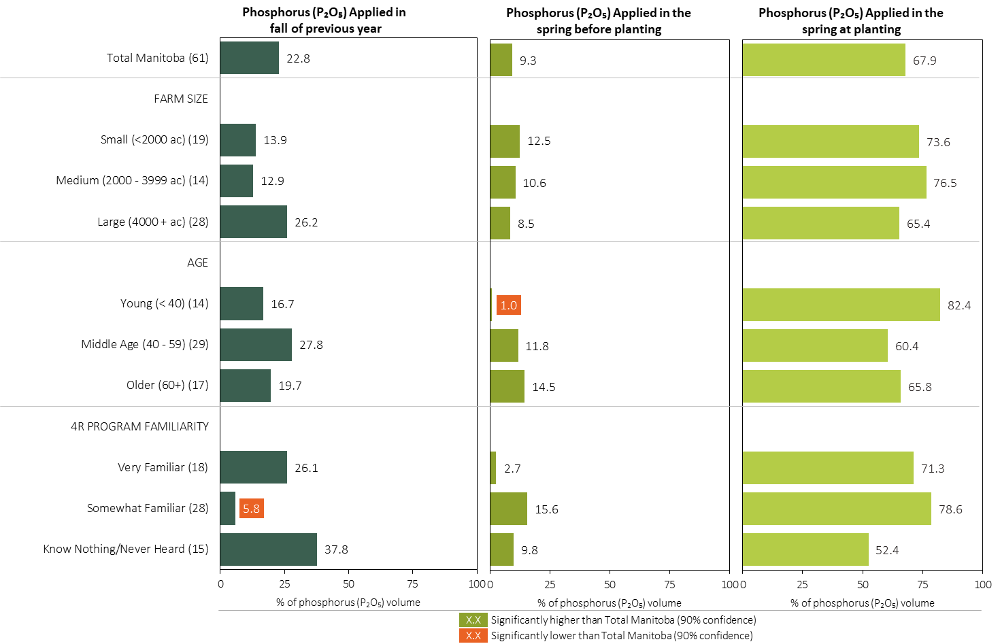 Phosphorus (P₂O₅) Applied in
fall of previous year
Phosphorus (P₂O₅) Applied in the
spring before planting
Phosphorus (P₂O₅) Applied in the
spring at planting
Total Manitoba (61)
22.8
9.3
67.9
FARM SIZE
Small (<2000 ac) (19)
13.9
12.5
73.6
Medium (2000 - 3999 ac) (14)
12.9
10.6
76.5
Large (4000 + ac) (28)
26.2
8.5
65.4
AGE
Young (< 40) (14)
16.7
1.0
82.4
Middle Age (40 - 59) (29)
27.8
11.8
60.4
Older (60+) (17)
19.7
14.5
65.8
4R PROGRAM FAMILIARITY
Very Familiar (18)
26.1
2.7
71.3
Somewhat Familiar (28)
5.8
15.6
78.6
Know Nothing/Never Heard (15)
37.8
9.8
52.4
0 25 50 75 100
0 25 50 75 100
0 25 50 75 100
% of phosphorus (P₂O₅) volume
% of phosphorus (P₂O₅) volume
% of phosphorus (P₂O₅) volume
X.X Significantly higher than Total Manitoba (90% confidence)
X.X Significantly lower than Total Manitoba (90% confidence)